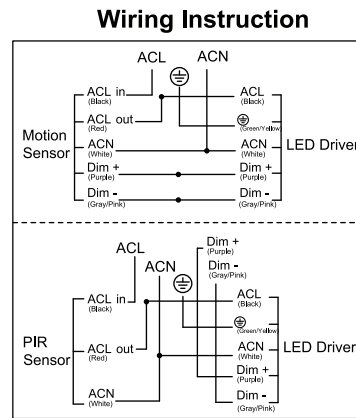 Wiring Instruction
ACL ACN
ACL in
(Black)
ACL out
(Red)
ACN
(White)
Dim +
(Purple)
Dim -
(Gray/Pink)
Motion
Sensor
ACL
(Black)
(Green/Yellow)
ACN
(White)
Dim +
(Purple)
Dim -
(Gray/Pink)
LED Driver
ACL
ACN
Dim +
(Purple)
Dim -
(Gray/Pink)
ACL in
(Black)
ACL out
(Red)
ACN
(White)
PIR
Sensor
ACL
(Black)
(Green/Yellow)
ACN
(White)
Dim +
(Purple)
Dim -
(Gray/Pink)
LED Driver